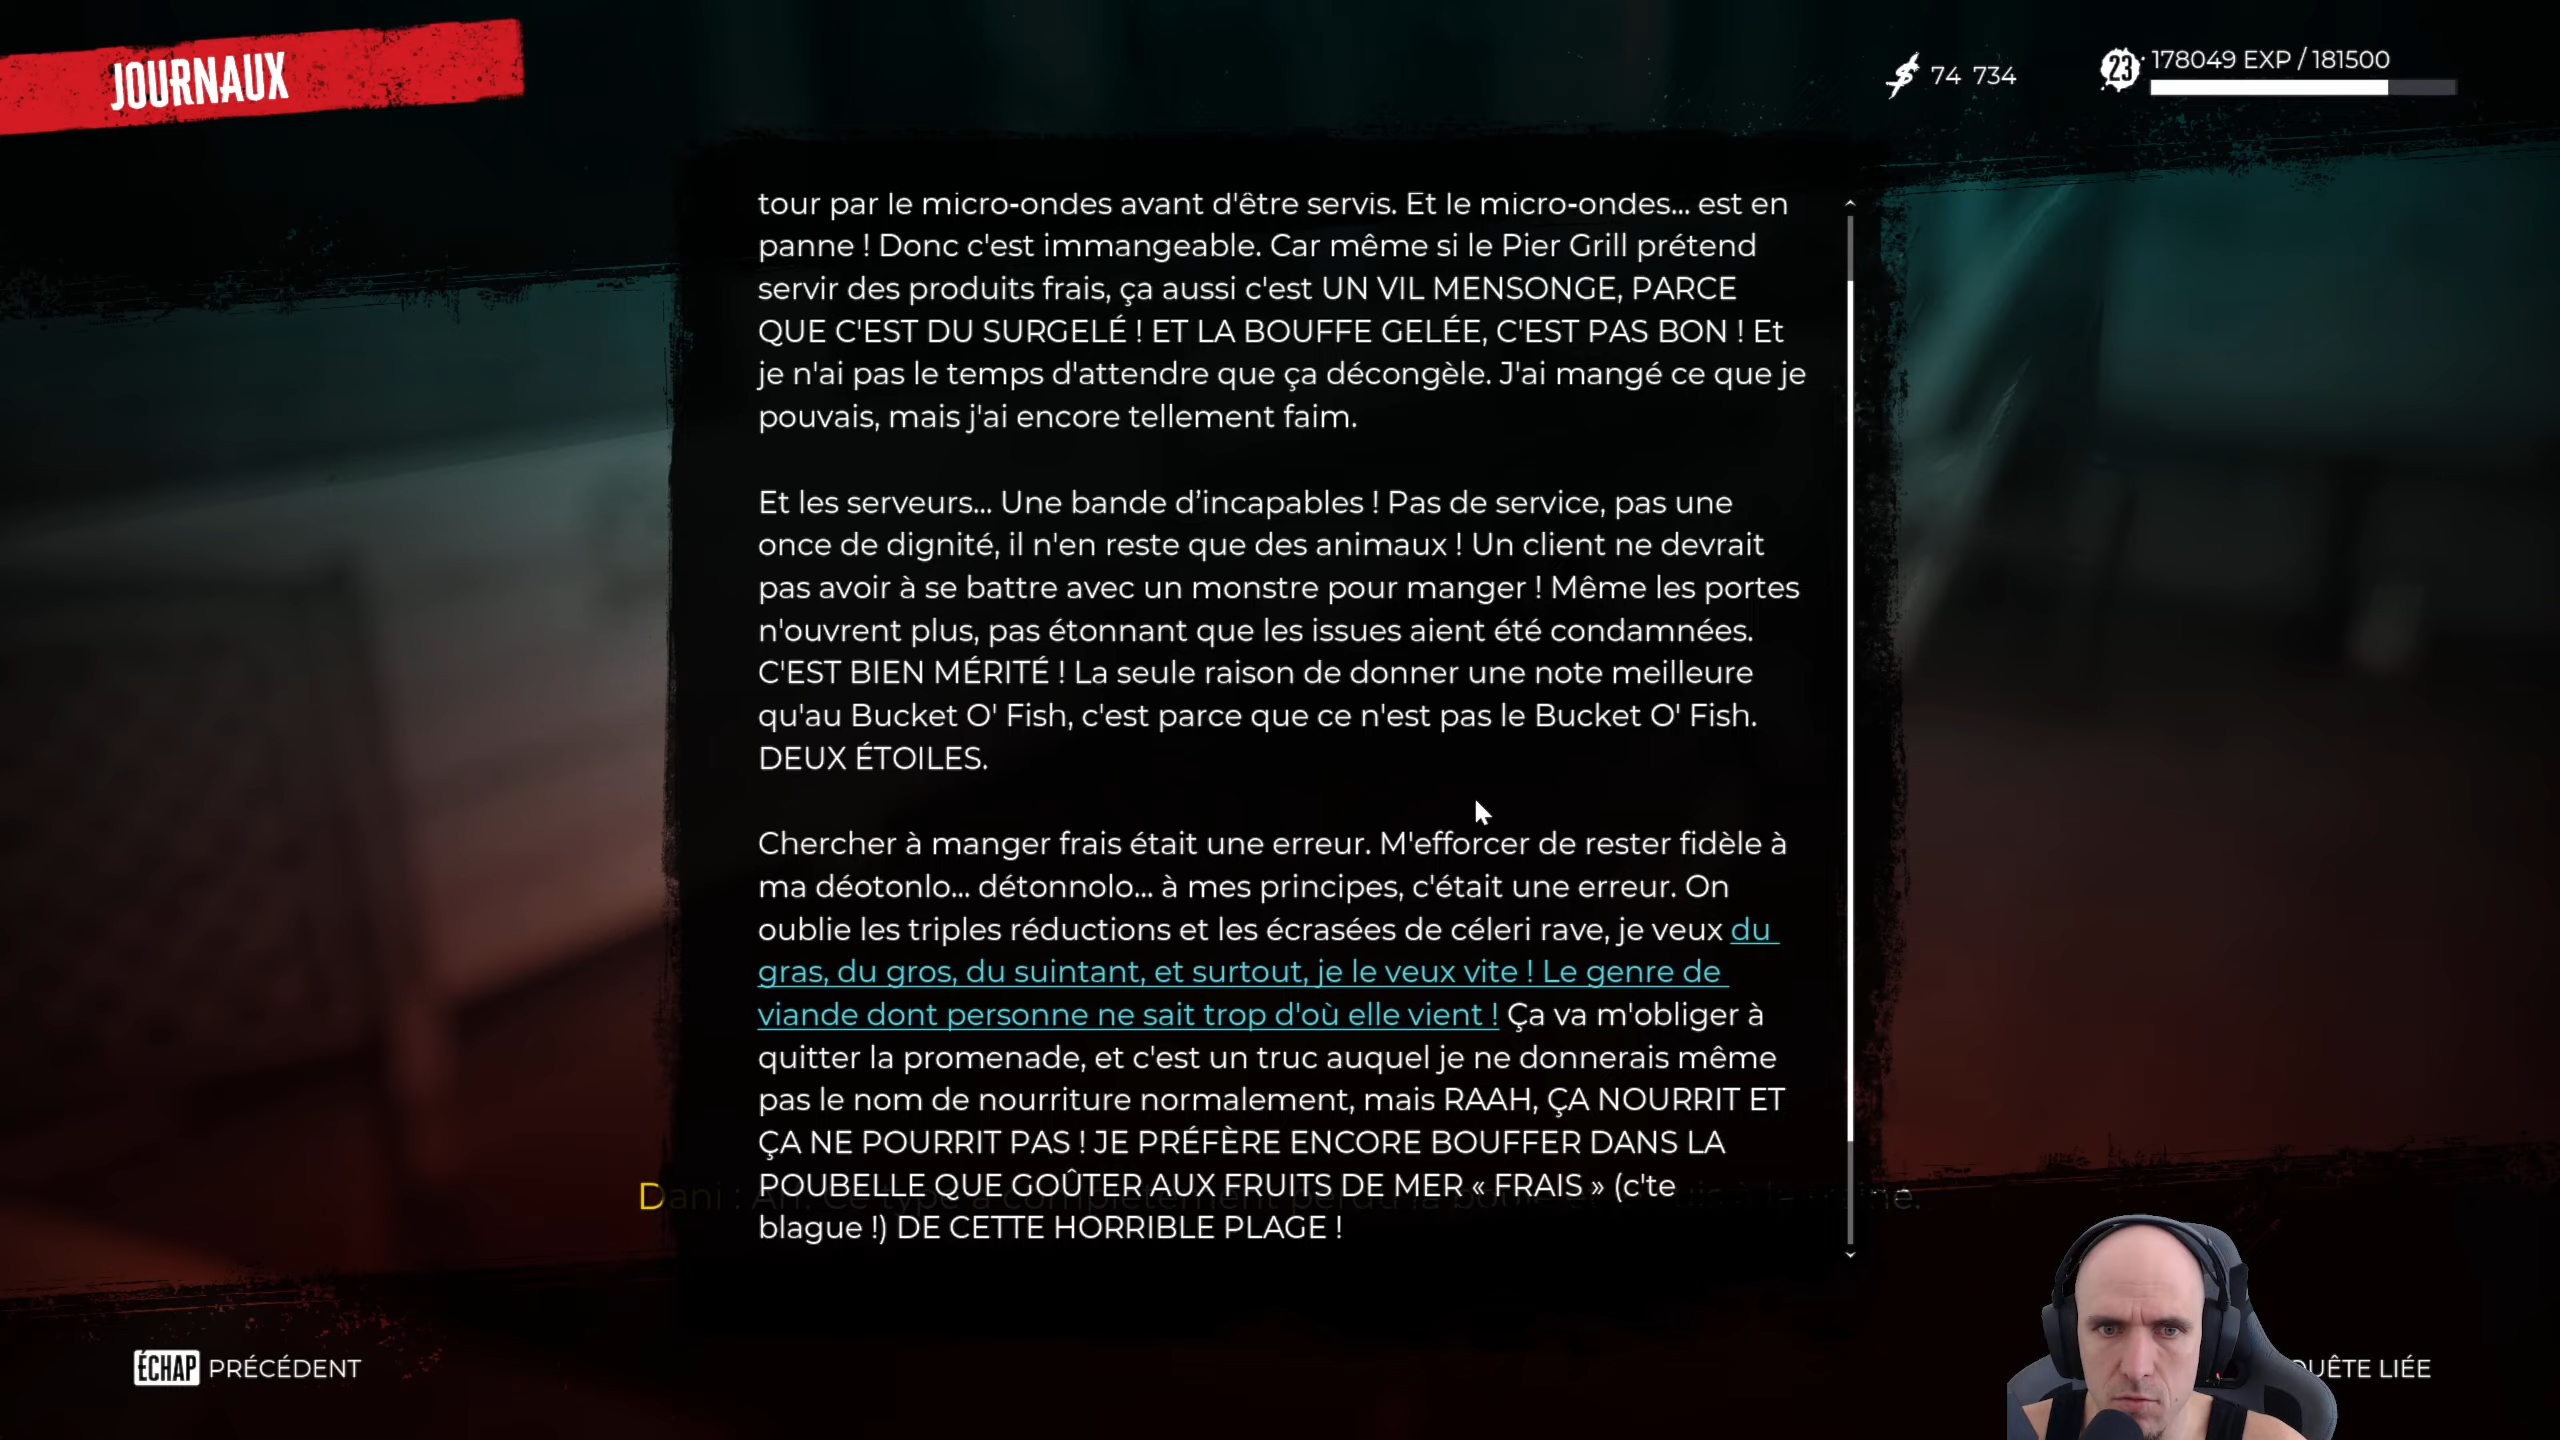 JOURNAUX
74 734
23
178049 EXP / 181500
tour par le micro-ondes avant d'être servis. Et le micro-ondes... est en
panne ! Donc c'est immangeable. Car même si le Pier Grill prétend
servir des produits frais, ça aussi c'est UN VIL MENSONGE, PARCE
QUE C'EST DU SURGELÉ ! ET LA BOUFFE GELÉE, C'EST PAS BON ! Et
je n'ai pas le temps d'attendre que ça décongèle. J'ai mangé ce que je
pouvais, mais j'ai encore tellement faim.
Et les serveurs... Une bande d’incapables ! Pas de service, pas une
once de dignité, il n'en reste que des animaux ! Un client ne devrait
pas avoir à se battre avec un monstre pour manger ! Même les portes
n'ouvrent plus, pas étonnant que les issues aient été condamnées.
C'EST BIEN MÉRITÉ ! La seule raison de donner une note meilleure
qu'au Bucket O' Fish, c'est parce que ce n'est pas le Bucket O' Fish.
DEUX ÉTOILES.
Chercher à manger frais était une erreur. M'efforcer de rester fidèle à
ma déotonlo... détonnolo... à mes principes, c'était une erreur. On
oublie les triples réductions et les écrasées de céleri rave, je veux du
gras, du gros, du suintant, et surtout, je le veux vite ! Le genre de
viande dont personne ne sait trop d'où elle vient ! Ça va m'obliger à
quitter la promenade, et c'est un truc auquel je ne donnerais même
pas le nom de nourriture normalement, mais RAAH, ÇA NOURRIT ET
ÇA NE POURRIT PAS ! JE PRÉFÈRE ENCORE BOUFFER DANS LA
POUBELLE QUE GOÛTER AUX FRUITS DE MER « FRAIS » (c'te
Dani :
blague !) DE CETTE HORRIBLE PLAGE !
ÉCHAP PRÉCÉDENT
LIÉE